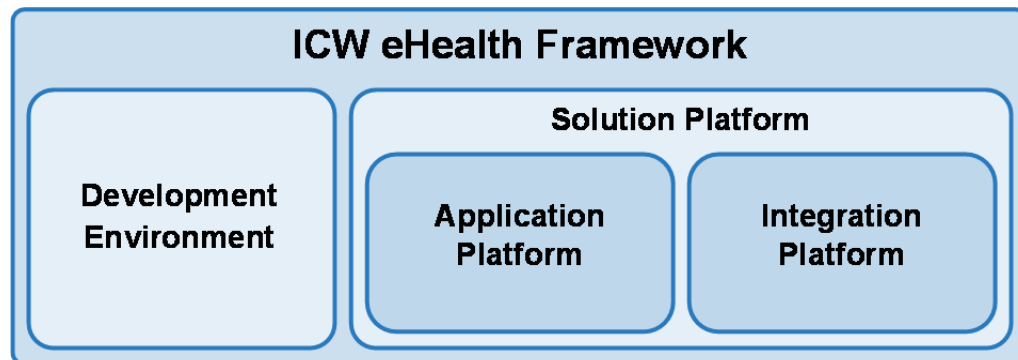 ICW eHealth Framework
Development
Environment
Solution Platform
Application
Platform
Integration
Platform